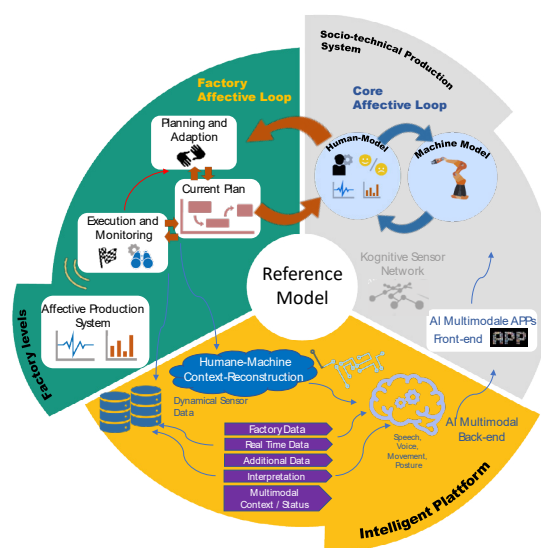 Socio-technical Production
System
Factory
Affective Loop
Core
Affective Loop
Planning and
Adaption
Human-Model
Machine Model
Current Plan
Execution and
Monitoring
Kognitive Sensor
Network
Reference
Model
Factory levels
Affective Production
System
AI Multimodale APPs
Front-end
APP
Humane-Machine
Context-Reconstruction
Dynamical Sensor
Data
Factory Data
Real Time Data
Additional Data
Interpretation
Multimodal
Context / Status
AI Multimodal
Back-end
Speech,
Voice,
Movement,
Posture
Intelligent Plattform